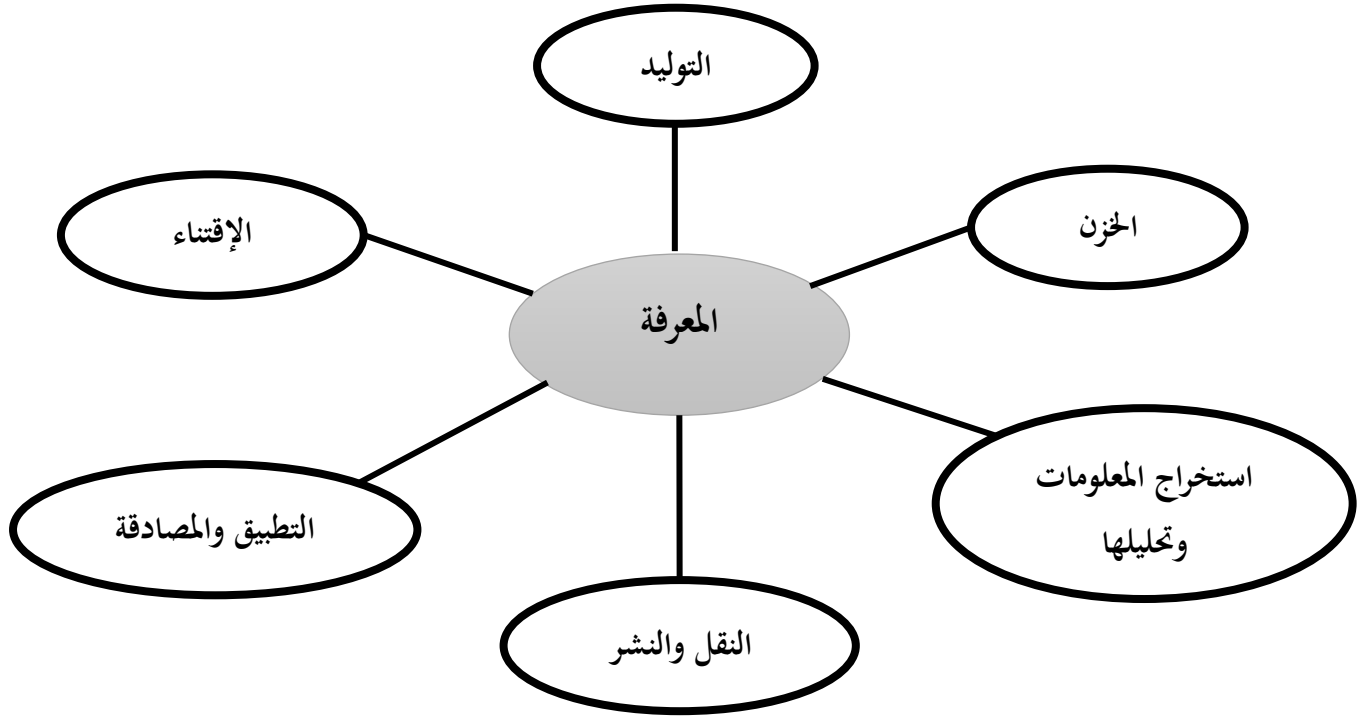 التوليد
الخزن
الإقتناء
المعرفة
استخراج المعلومات
وتحليلها
التطبيق والمصادقة
النقل والنشر